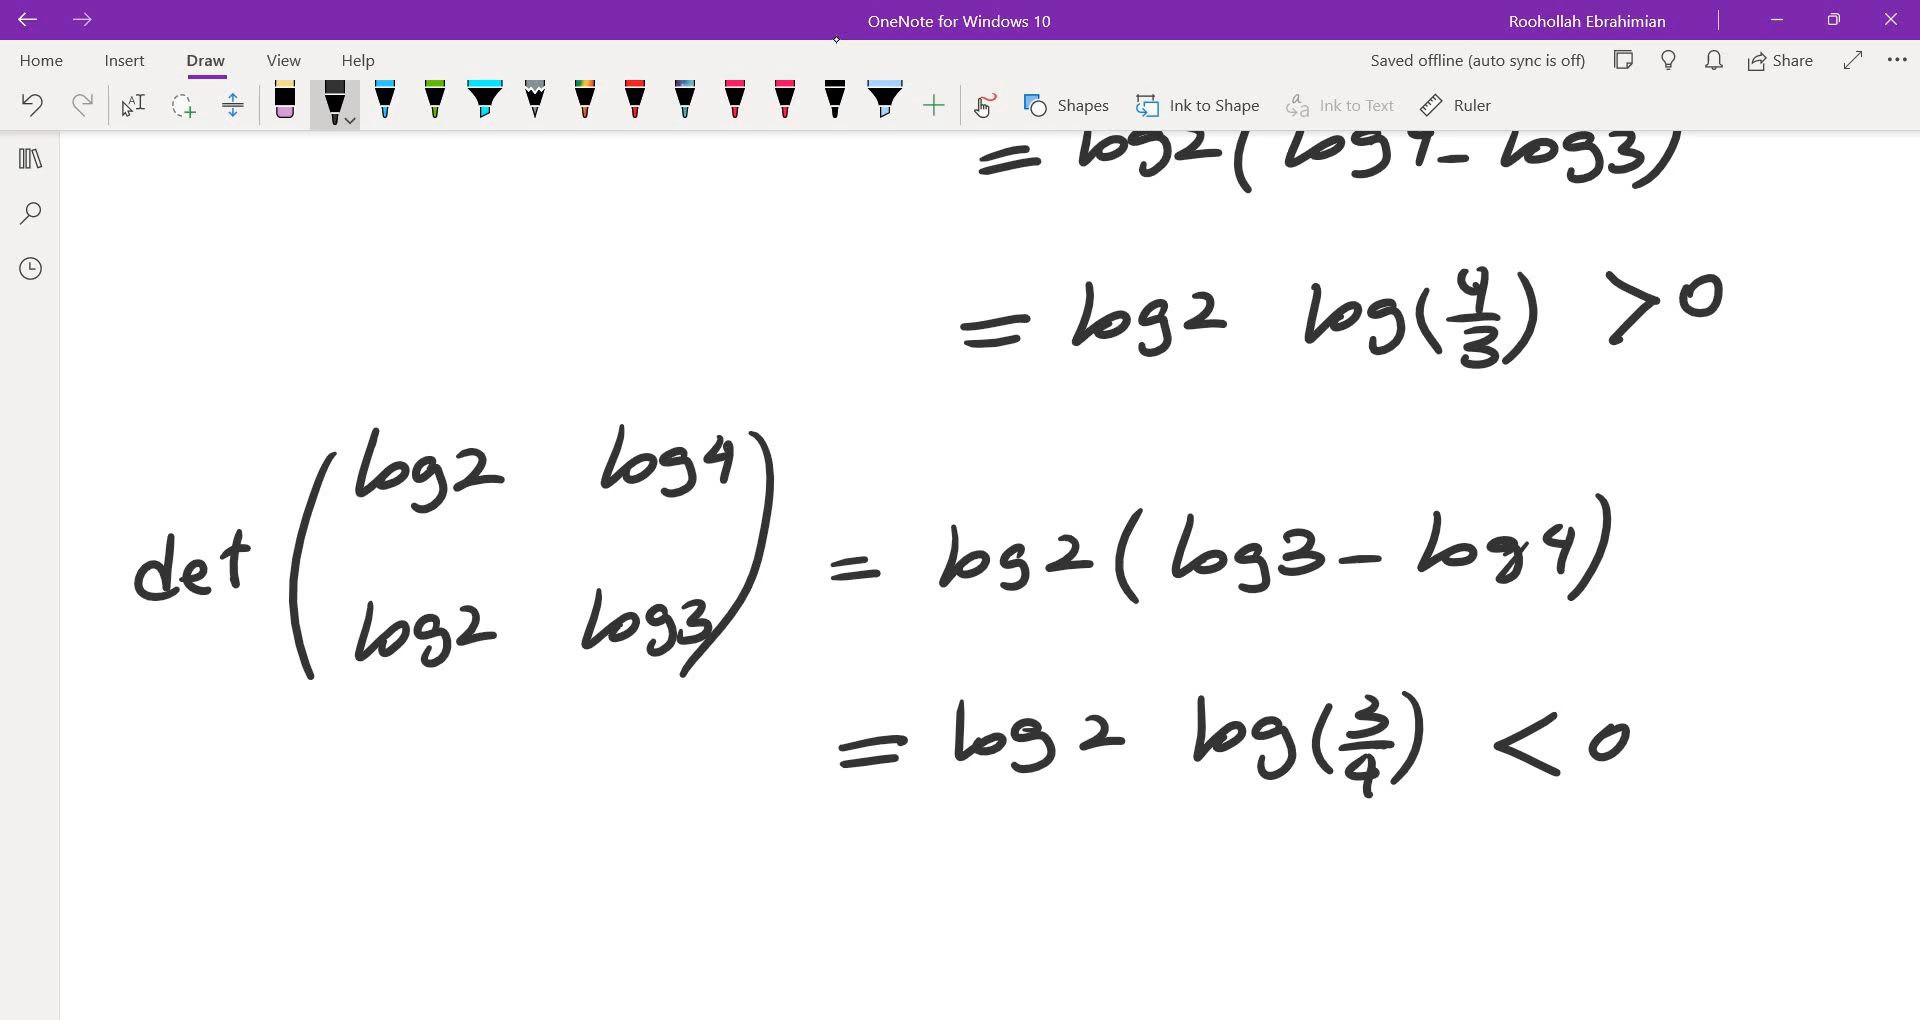 OneNote for Windows 10
Roohollah Ebrahimian
Home Insert Draw View Help
Saved offline (auto sync is off)
Share
Shapes
Ink to Shape
Ink to Text
Ruler
= log2 ( log4 - log3 )
= log2 log(4/3) > 0
det ( log2 log4
log2 log3 ) = log2 ( log3 - log4 )
= log2 log(3/4) < 0